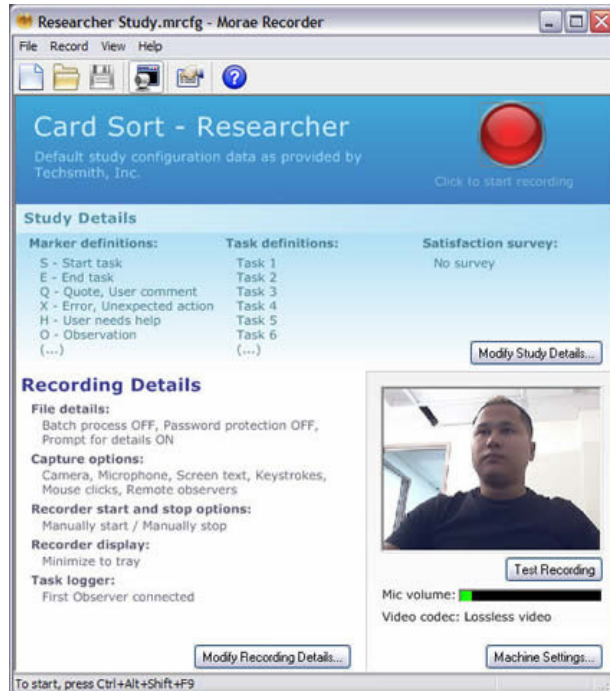 Researcher Study.mrcfg - Morae Recorder
File Record View Help
Card Sort - Researcher
Default study configuration data as provided by
Techsmith, Inc.
Click to start recording
Study Details
Marker definitions:
S - Start task
E - End task
Q - Quote, User comment
X - Error, Unexpected action
H - User needs help
O - Observation
(...)
Task definitions:
Task 1
Task 2
Task 3
Task 4
Task 5
Task 6
(...)
Satisfaction survey:
No survey
Modify Study Details...
Recording Details
File details:
Batch process OFF, Password protection OFF,
Prompt for details ON
Capture options:
Camera, Microphone, Screen text, Keystrokes,
Mouse clicks, Remote observers
Recorder start and stop options:
Manually start / Manually stop
Recorder display:
Minimize to tray
Task logger:
First Observer connected
Modify Recording Details...
Test Recording
Mic volume:
Video codec: Lossless video
Machine Settings...
To start, press Ctrl+Alt+Shift+F9